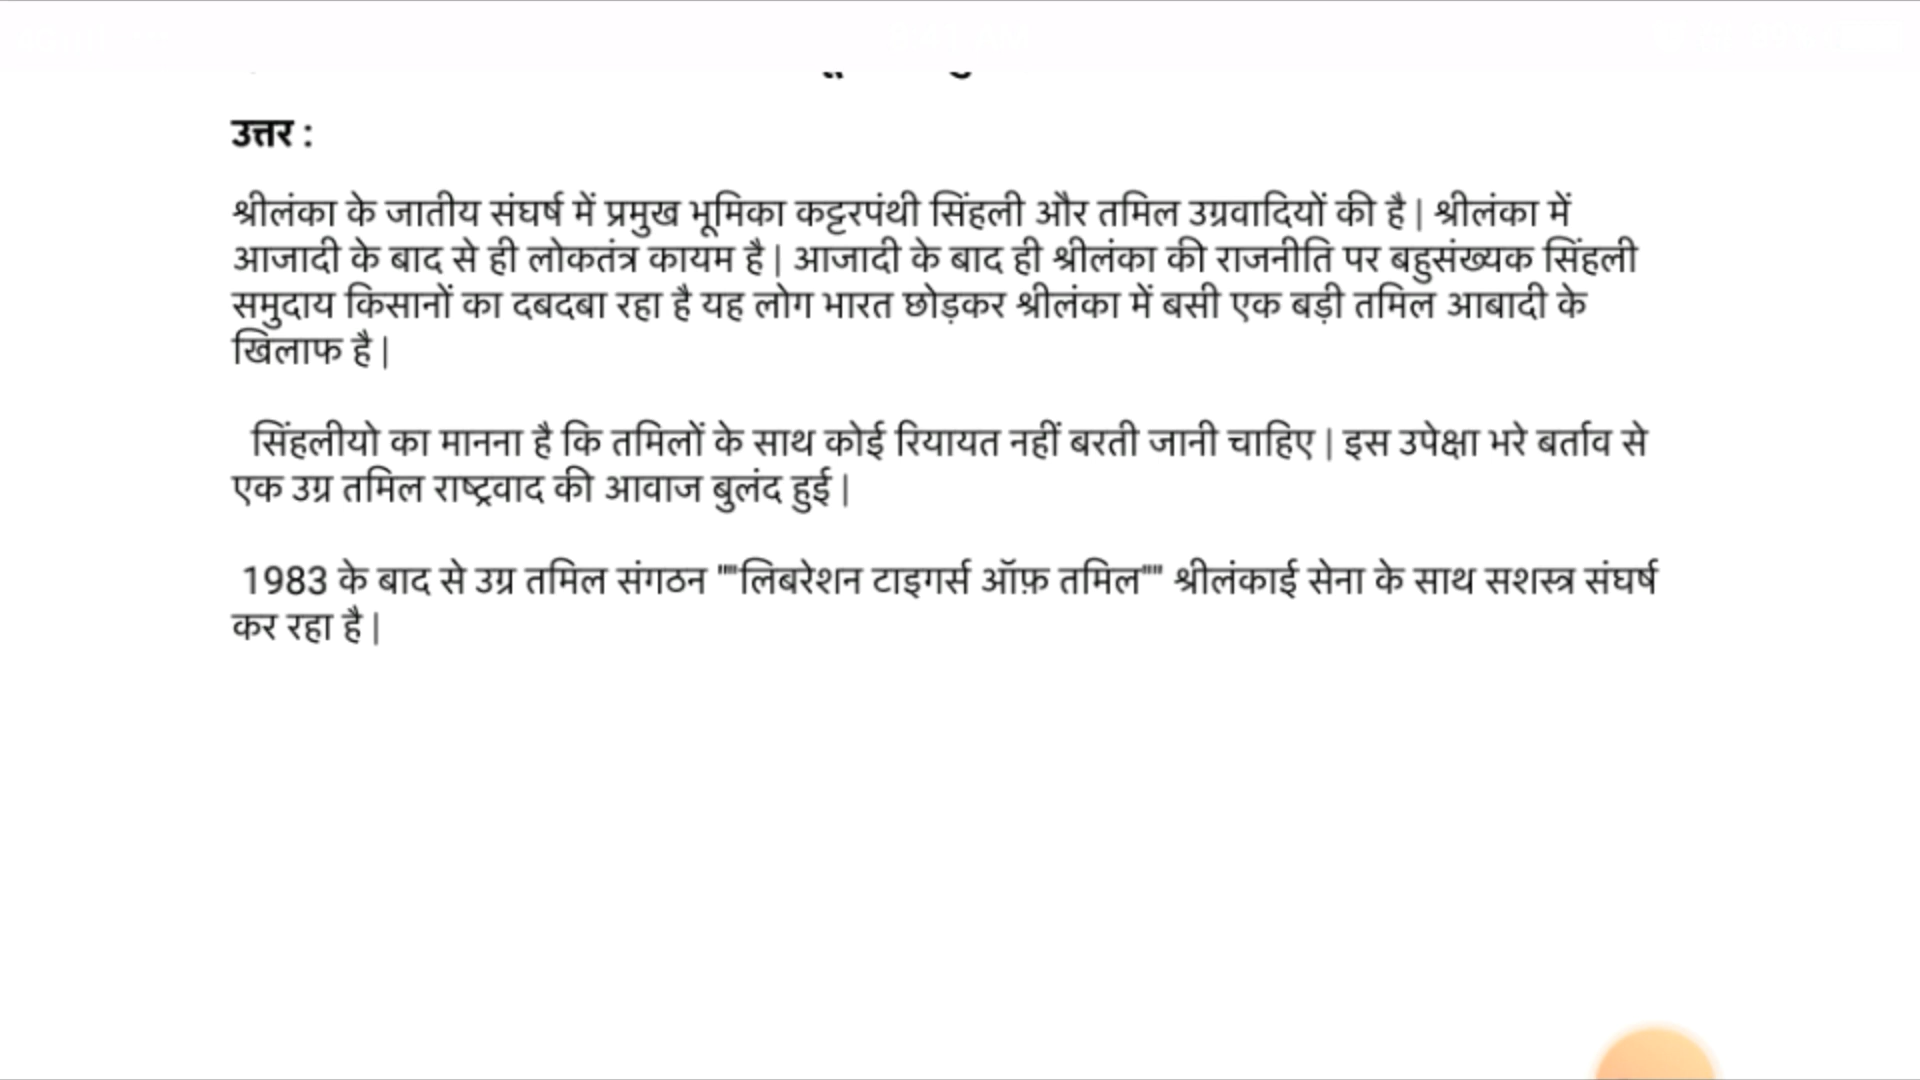 उत्तर :
श्रीलंका के जातीय संघर्ष में प्रमुख भूमिका कट्टरपंथी सिंहली और तमिल उग्रवादियों की है | श्रीलंका में
आजादी के बाद से ही लोकतंत्र कायम है | आजादी के बाद ही श्रीलंका की राजनीति पर बहुसंख्यक सिंहली
समुदाय किसानों का दबदबा रहा है यह लोग भारत छोड़कर श्रीलंका में बसी एक बड़ी तमिल आबादी के
खिलाफ है |
सिंहलीयो का मानना है कि तमिलों के साथ कोई रियायत नहीं बरती जानी चाहिए | इस उपेक्षा भरे बर्ताव से
एक उग्र तमिल राष्ट्रवाद की आवाज बुलंद हुई |
1983 के बाद से उग्र तमिल संगठन ""लिबरेशन टाइगर्स ऑफ़ तमिल"" श्रीलंकाई सेना के साथ सशस्त्र संघर्ष
कर रहा है |